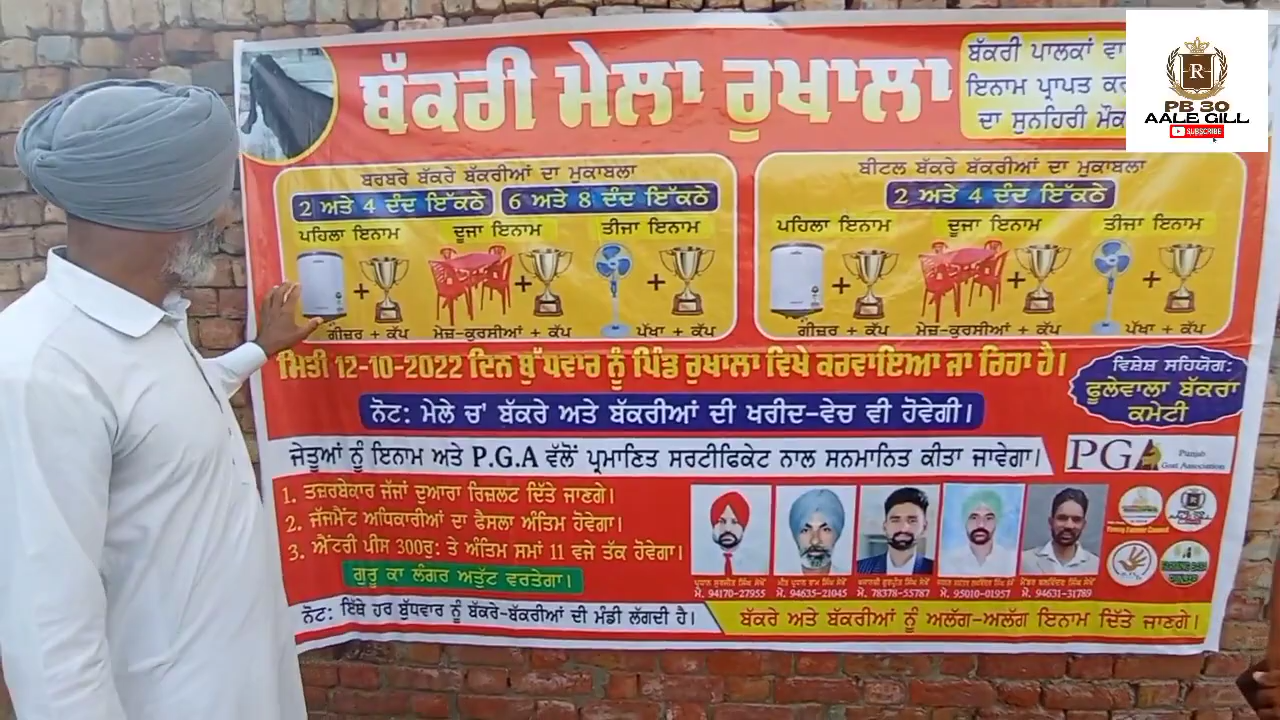 ਬੱਕਰੀ ਮੇਲਾ ਰੁਖਾਲਾ
ਬੱਕਰੀ ਪਾਲਕਾਂ ਵਾ
ਇਨਾਮ ਪ੍ਰਾਪਤ ਕਰ
ਦਾ ਸੁਨਹਿਰੀ ਮੌਕ
R
PB 30
AALE GILL
SUBSCRIBE
ਬਰਬਰੇ ਬੱਕਰੇ ਬੱਕਰੀਆਂ ਦਾ ਮੁਕਾਬਲਾ
2 ਅਤੇ 4 ਦੰਦ ਇੱਕਠੇ 6 ਅਤੇ 8 ਦੰਦ ਇੱਕਠੇ
ਪਹਿਲਾ ਇਨਾਮ ਦੂਜਾ ਇਨਾਮ ਤੀਜਾ ਇਨਾਮ
+ + +
ਗੀਜ਼ਰ + ਕੱਪ ਮੇਜ਼-ਕੁਰਸੀਆਂ + ਕੱਪ ਪੱਖਾ + ਕੱਪ
ਬੀਟਲ ਬੱਕਰੇ ਬੱਕਰੀਆਂ ਦਾ ਮੁਕਾਬਲਾ
2 ਅਤੇ 4 ਦੰਦ ਇੱਕਠੇ
ਪਹਿਲਾ ਇਨਾਮ ਦੂਜਾ ਇਨਾਮ ਤੀਜਾ ਇਨਾਮ
+ + +
ਗੀਜ਼ਰ + ਕੱਪ ਮੇਜ਼-ਕੁਰਸੀਆਂ + ਕੱਪ ਪੱਖਾ + ਕੱਪ
ਮਿਤੀ 12-10-2022 ਦਿਨ ਬੁੱਧਵਾਰ ਨੂੰ ਪਿੰਡ ਰੁਖਾਲਾ ਵਿਖੇ ਕਰਵਾਇਆ ਜਾ ਰਿਹਾ ਹੈ।
ਵਿਸ਼ੇਸ਼ ਸਹਿਯੋਗ:
ਫੂਲੇਵਾਲਾ ਬੱਕਰਾ
ਕਮੇਟੀ
ਨੋਟ: ਮੇਲੇ ਚ' ਬੱਕਰੇ ਅਤੇ ਬੱਕਰੀਆਂ ਦੀ ਖਰੀਦ-ਵੇਚ ਵੀ ਹੋਵੇਗੀ।
ਜੇਤੂਆਂ ਨੂੰ ਇਨਾਮ ਅਤੇ P.G.A ਵੱਲੋਂ ਪ੍ਰਮਾਣਿਤ ਸਰਟੀਫਿਕੇਟ ਨਾਲ ਸਨਮਾਨਿਤ ਕੀਤਾ ਜਾਵੇਗਾ।
PGA Punjab
Goat Association
1. ਤਜ਼ਰਬੇਕਾਰ ਜੱਜਾਂ ਦੁਆਰਾ ਰਿਜ਼ਲਟ ਦਿੱਤੇ ਜਾਣਗੇ।
2. ਜੱਜਮੈਂਟ ਅਧਿਕਾਰੀਆਂ ਦਾ ਫੈਸਲਾ ਅੰਤਿਮ ਹੋਵੇਗਾ।
3. ਐਂਟਰੀ ਪੀਸ 300ਰੁ: ਤੇ ਅੰਤਿਮ ਸਮਾਂ 11 ਵਜੇ ਤੱਕ ਹੋਵੇਗਾ।
ਗੁਰੂ ਕਾ ਲੰਗਰ ਅਤੁੱਟ ਵਰਤੇਗਾ।
ਮੋ. 94170-27955 ਮੋ. 94635-21045 ਮੋ. 78378-55787 ਮੋ. 95010-01957 ਮੋ. 94631-31789
ਨੋਟ: ਇੱਥੇ ਹਰ ਬੁੱਧਵਾਰ ਨੂੰ ਬੱਕਰੇ-ਬੱਕਰੀਆਂ ਦੀ ਮੰਡੀ ਲੱਗਦੀ ਹੈ।
ਬੱਕਰੇ ਅਤੇ ਬੱਕਰੀਆਂ ਨੂੰ ਅਲੱਗ-ਅਲੱਗ ਇਨਾਮ ਦਿੱਤੇ ਜਾਣਗੇ।